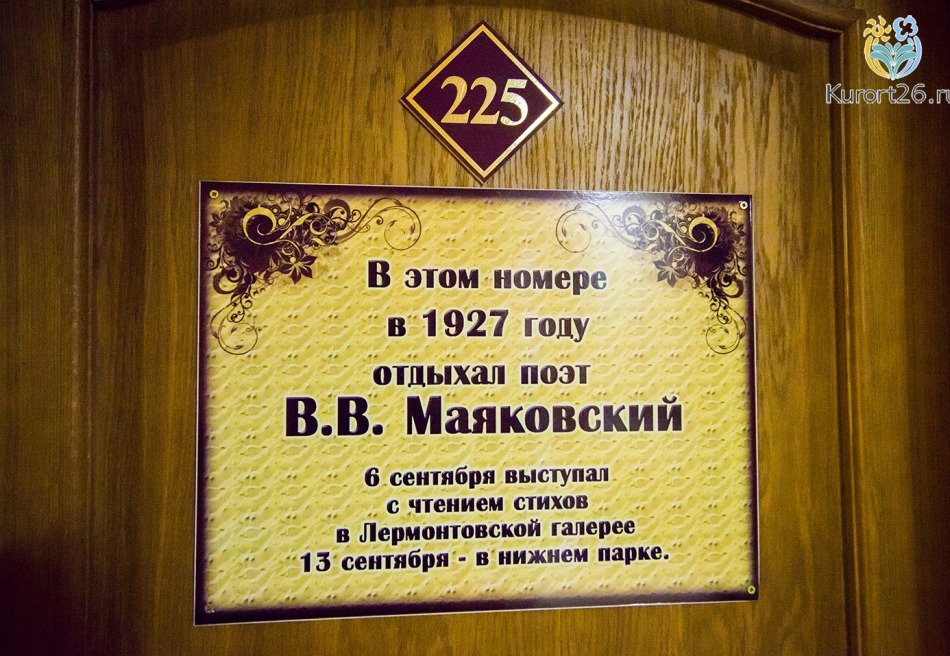 Kurort26.ru
225
В этом номере
в 1927 году
отдыхал поэт
В.В. Маяковский
6 сентября выступал
с чтением стихов
в Лермонтовской галерее
13 сентября - в нижнем парке.